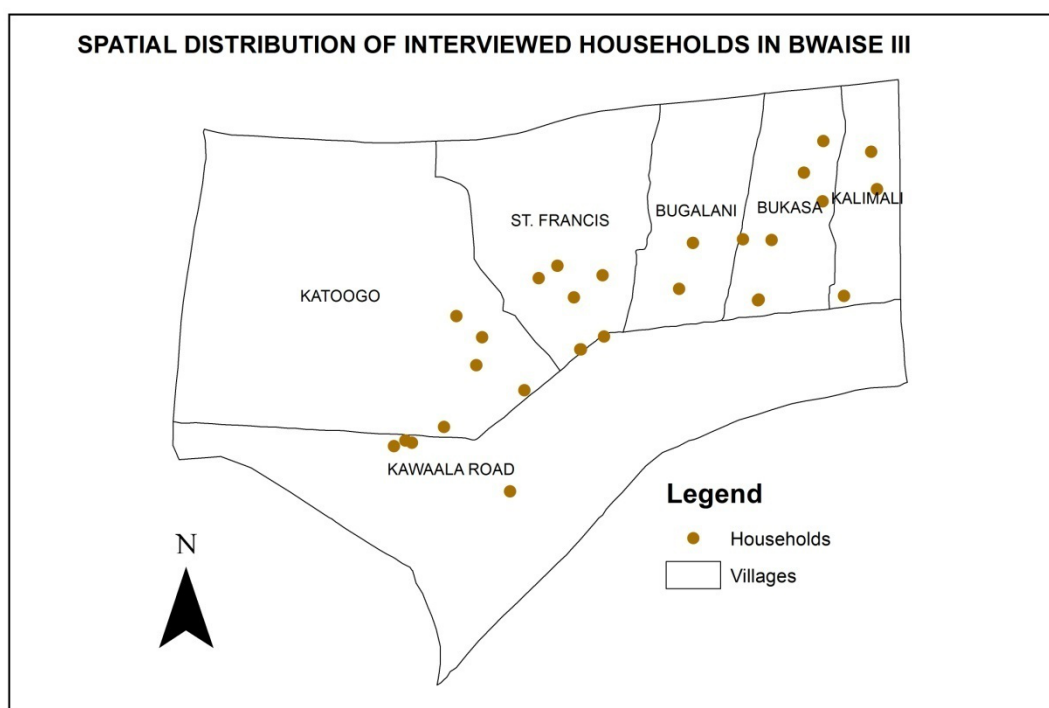 SPATIAL DISTRIBUTION OF INTERVIEWED HOUSEHOLDS IN BWAISE III
KALIMALI
BUKASA
BUGALANI
ST. FRANCIS
KATOOGO
KAWAALA ROAD
Legend
Households
Villages
N